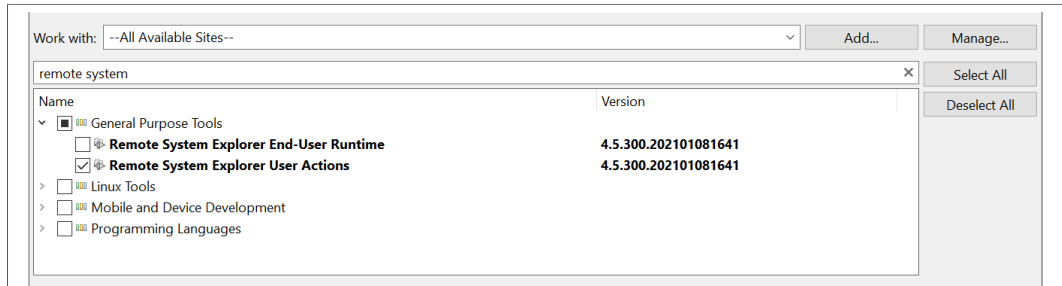 Work with: --All Available Sites-- Add... Manage...
remote system Select All
Name Version Deselect All
General Purpose Tools
Remote System Explorer End-User Runtime 4.5.300.202101081641
Remote System Explorer User Actions 4.5.300.202101081641
Linux Tools
Mobile and Device Development
Programming Languages